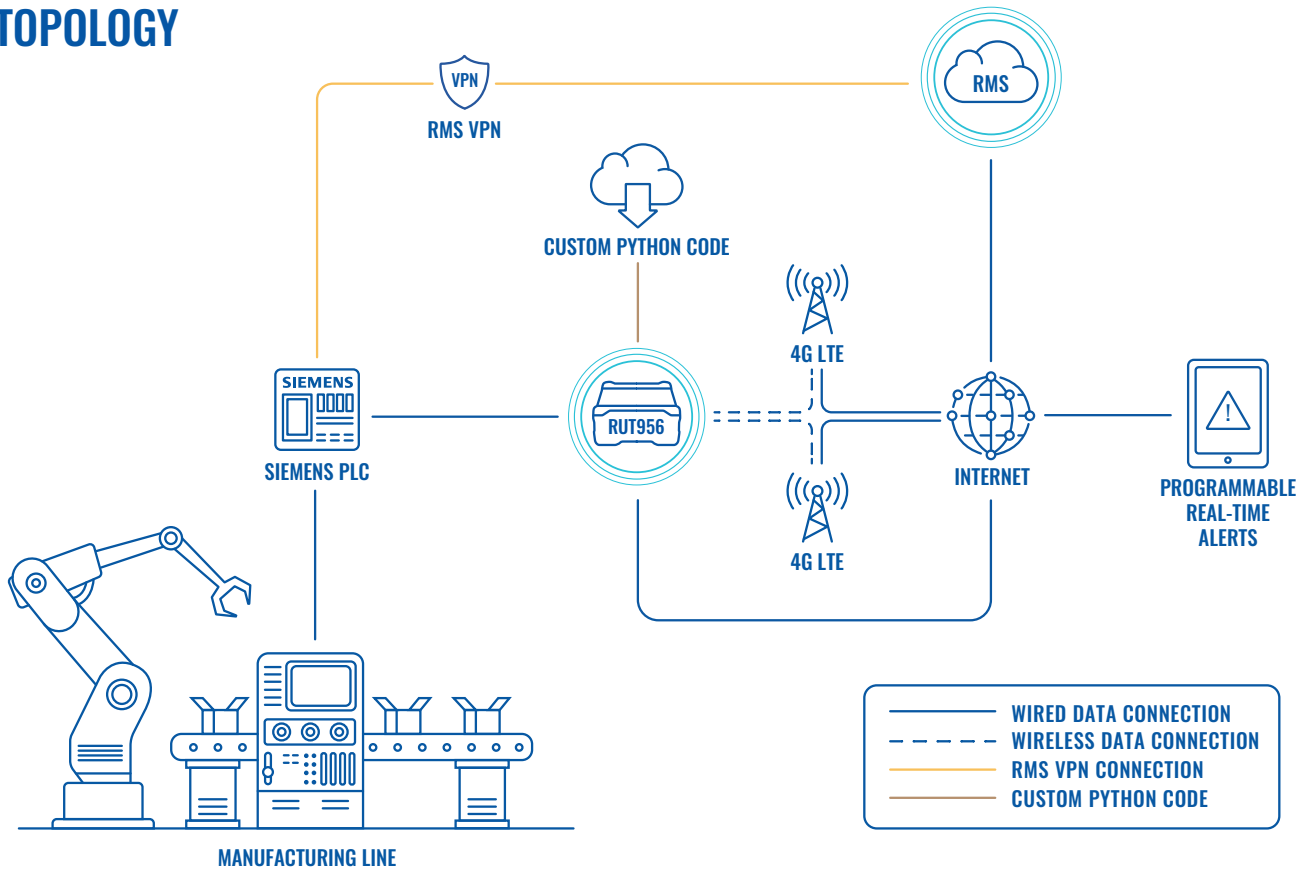 TOPOLOGY
VPN
RMS VPN
RMS
CUSTOM PYTHON CODE
4G LTE
SIEMENS
SIEMENS PLC
RUT956
INTERNET
!
PROGRAMMABLE
REAL-TIME
ALERTS
4G LTE
MANUFACTURING LINE
WIRED DATA CONNECTION
WIRELESS DATA CONNECTION
RMS VPN CONNECTION
CUSTOM PYTHON CODE